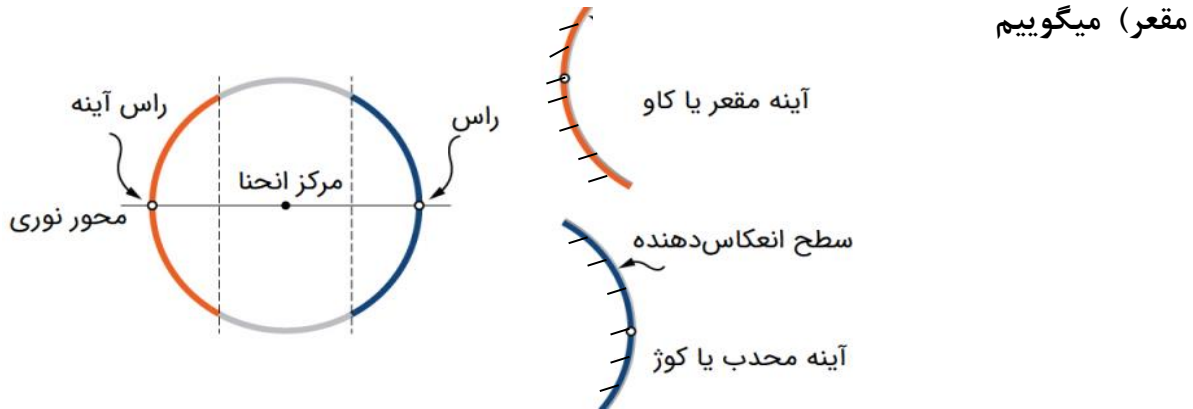 مقعر) میگوییم
آینه مقعر یا کاو
راس آینه
راس
مرکز انحنا
محور نوری
سطح انعکاس‌دهنده
آینه محدب یا کوژ